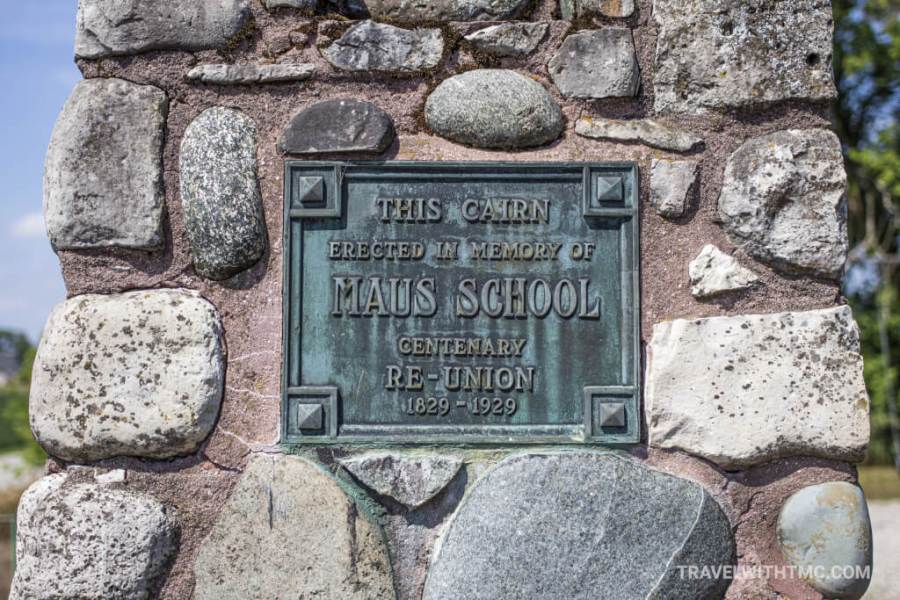 THIS CAIRN
ERECTED IN MEMORY OF
MAUS SCHOOL
CENTENARY
RE-UNION
1829-1929
TRAVELWITHTMC.COM